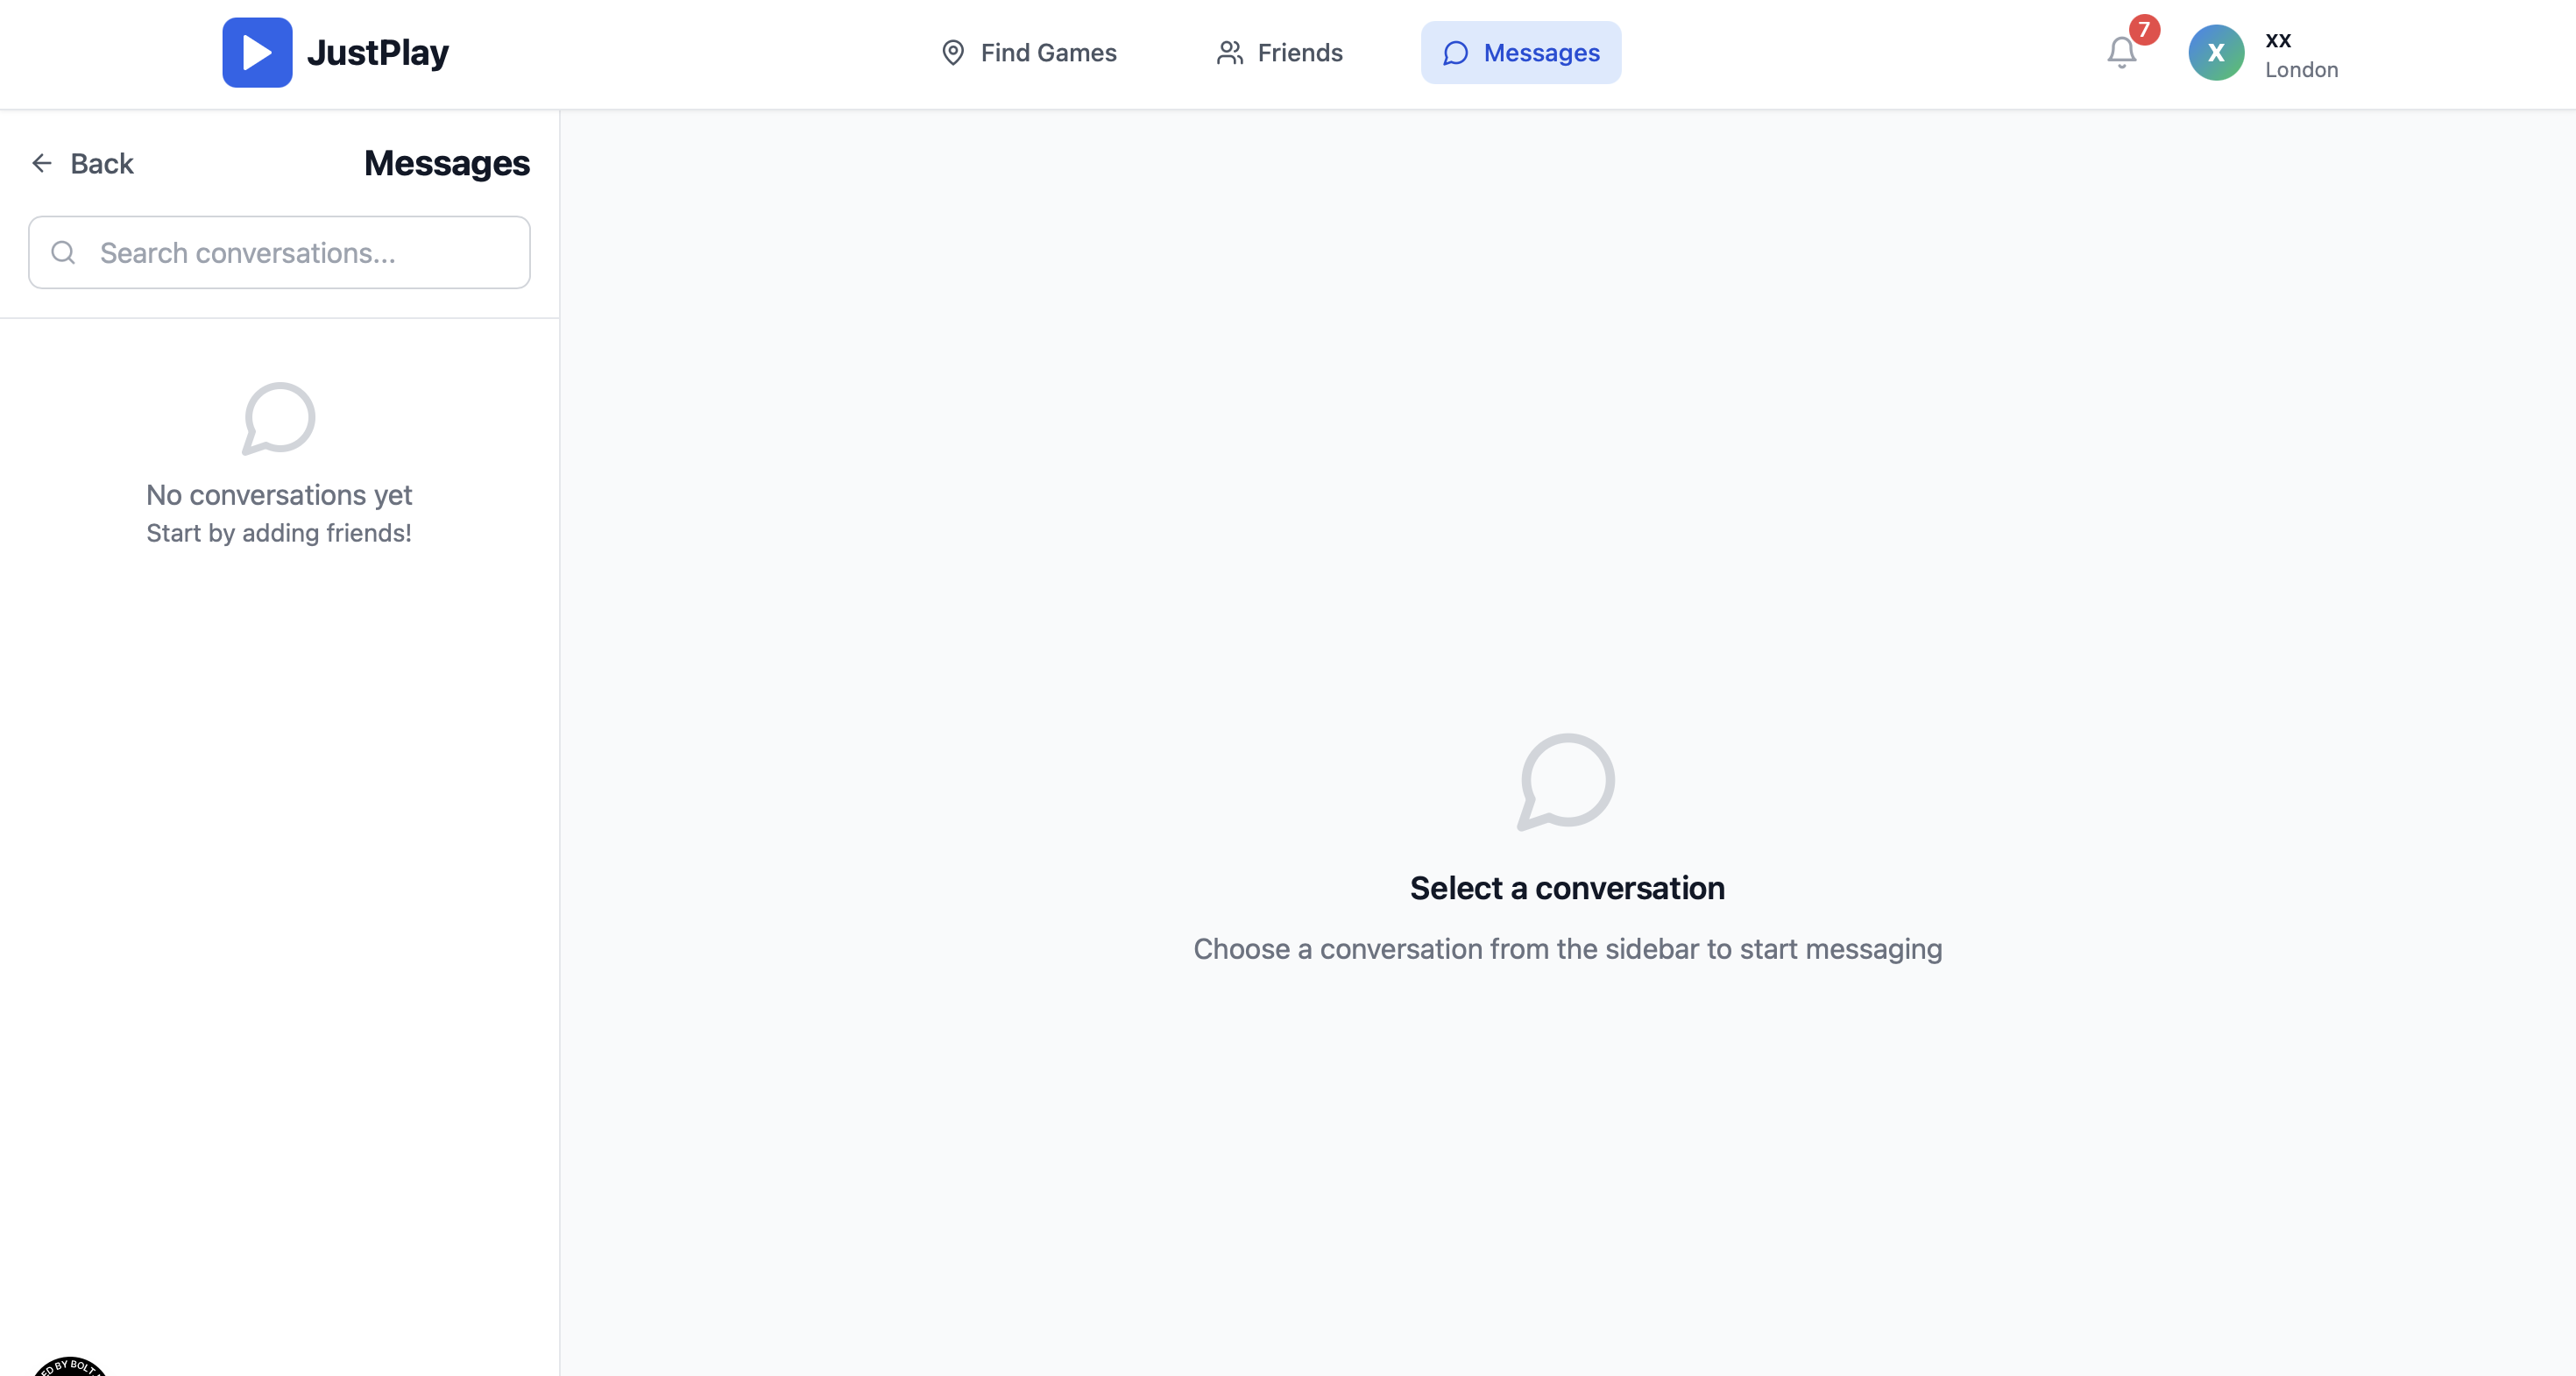 JustPlay
Find Games
Friends
Messages
7
X
xx
London
Back
Messages
Search conversations...
No conversations yet
Start by adding friends!
Select a conversation
Choose a conversation from the sidebar to start messaging
BY BOLT